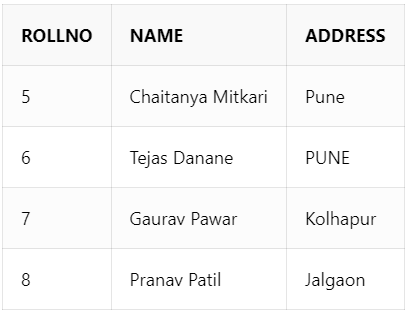 ROLLNO NAME ADDRESS
5 Chaitanya Mitkari Pune
6 Tejas Danane PUNE
7 Gaurav Pawar Kolhapur
8 Pranav Patil Jalgaon